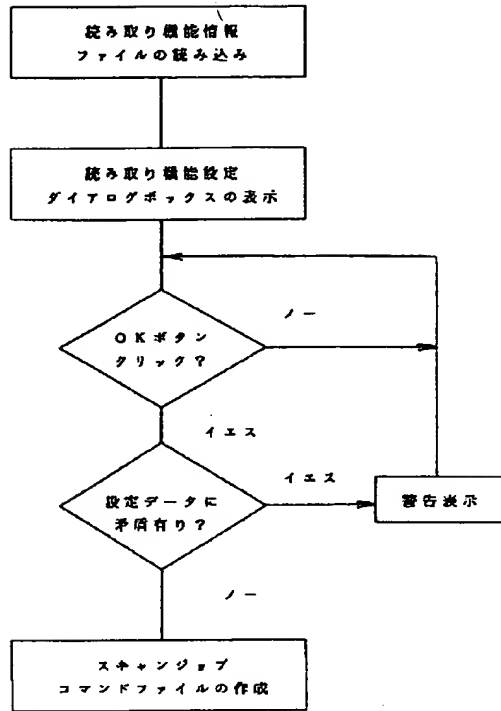 読み取り機能情報
ファイルの読み込み
読み取り機能設定
ダイアログボックスの表示
OKボタン
クリック?
ノー
イエス
設定データに
矛盾有り?
イエス
警告表示
ノー
スキャンジョブ
コマンドファイルの作成